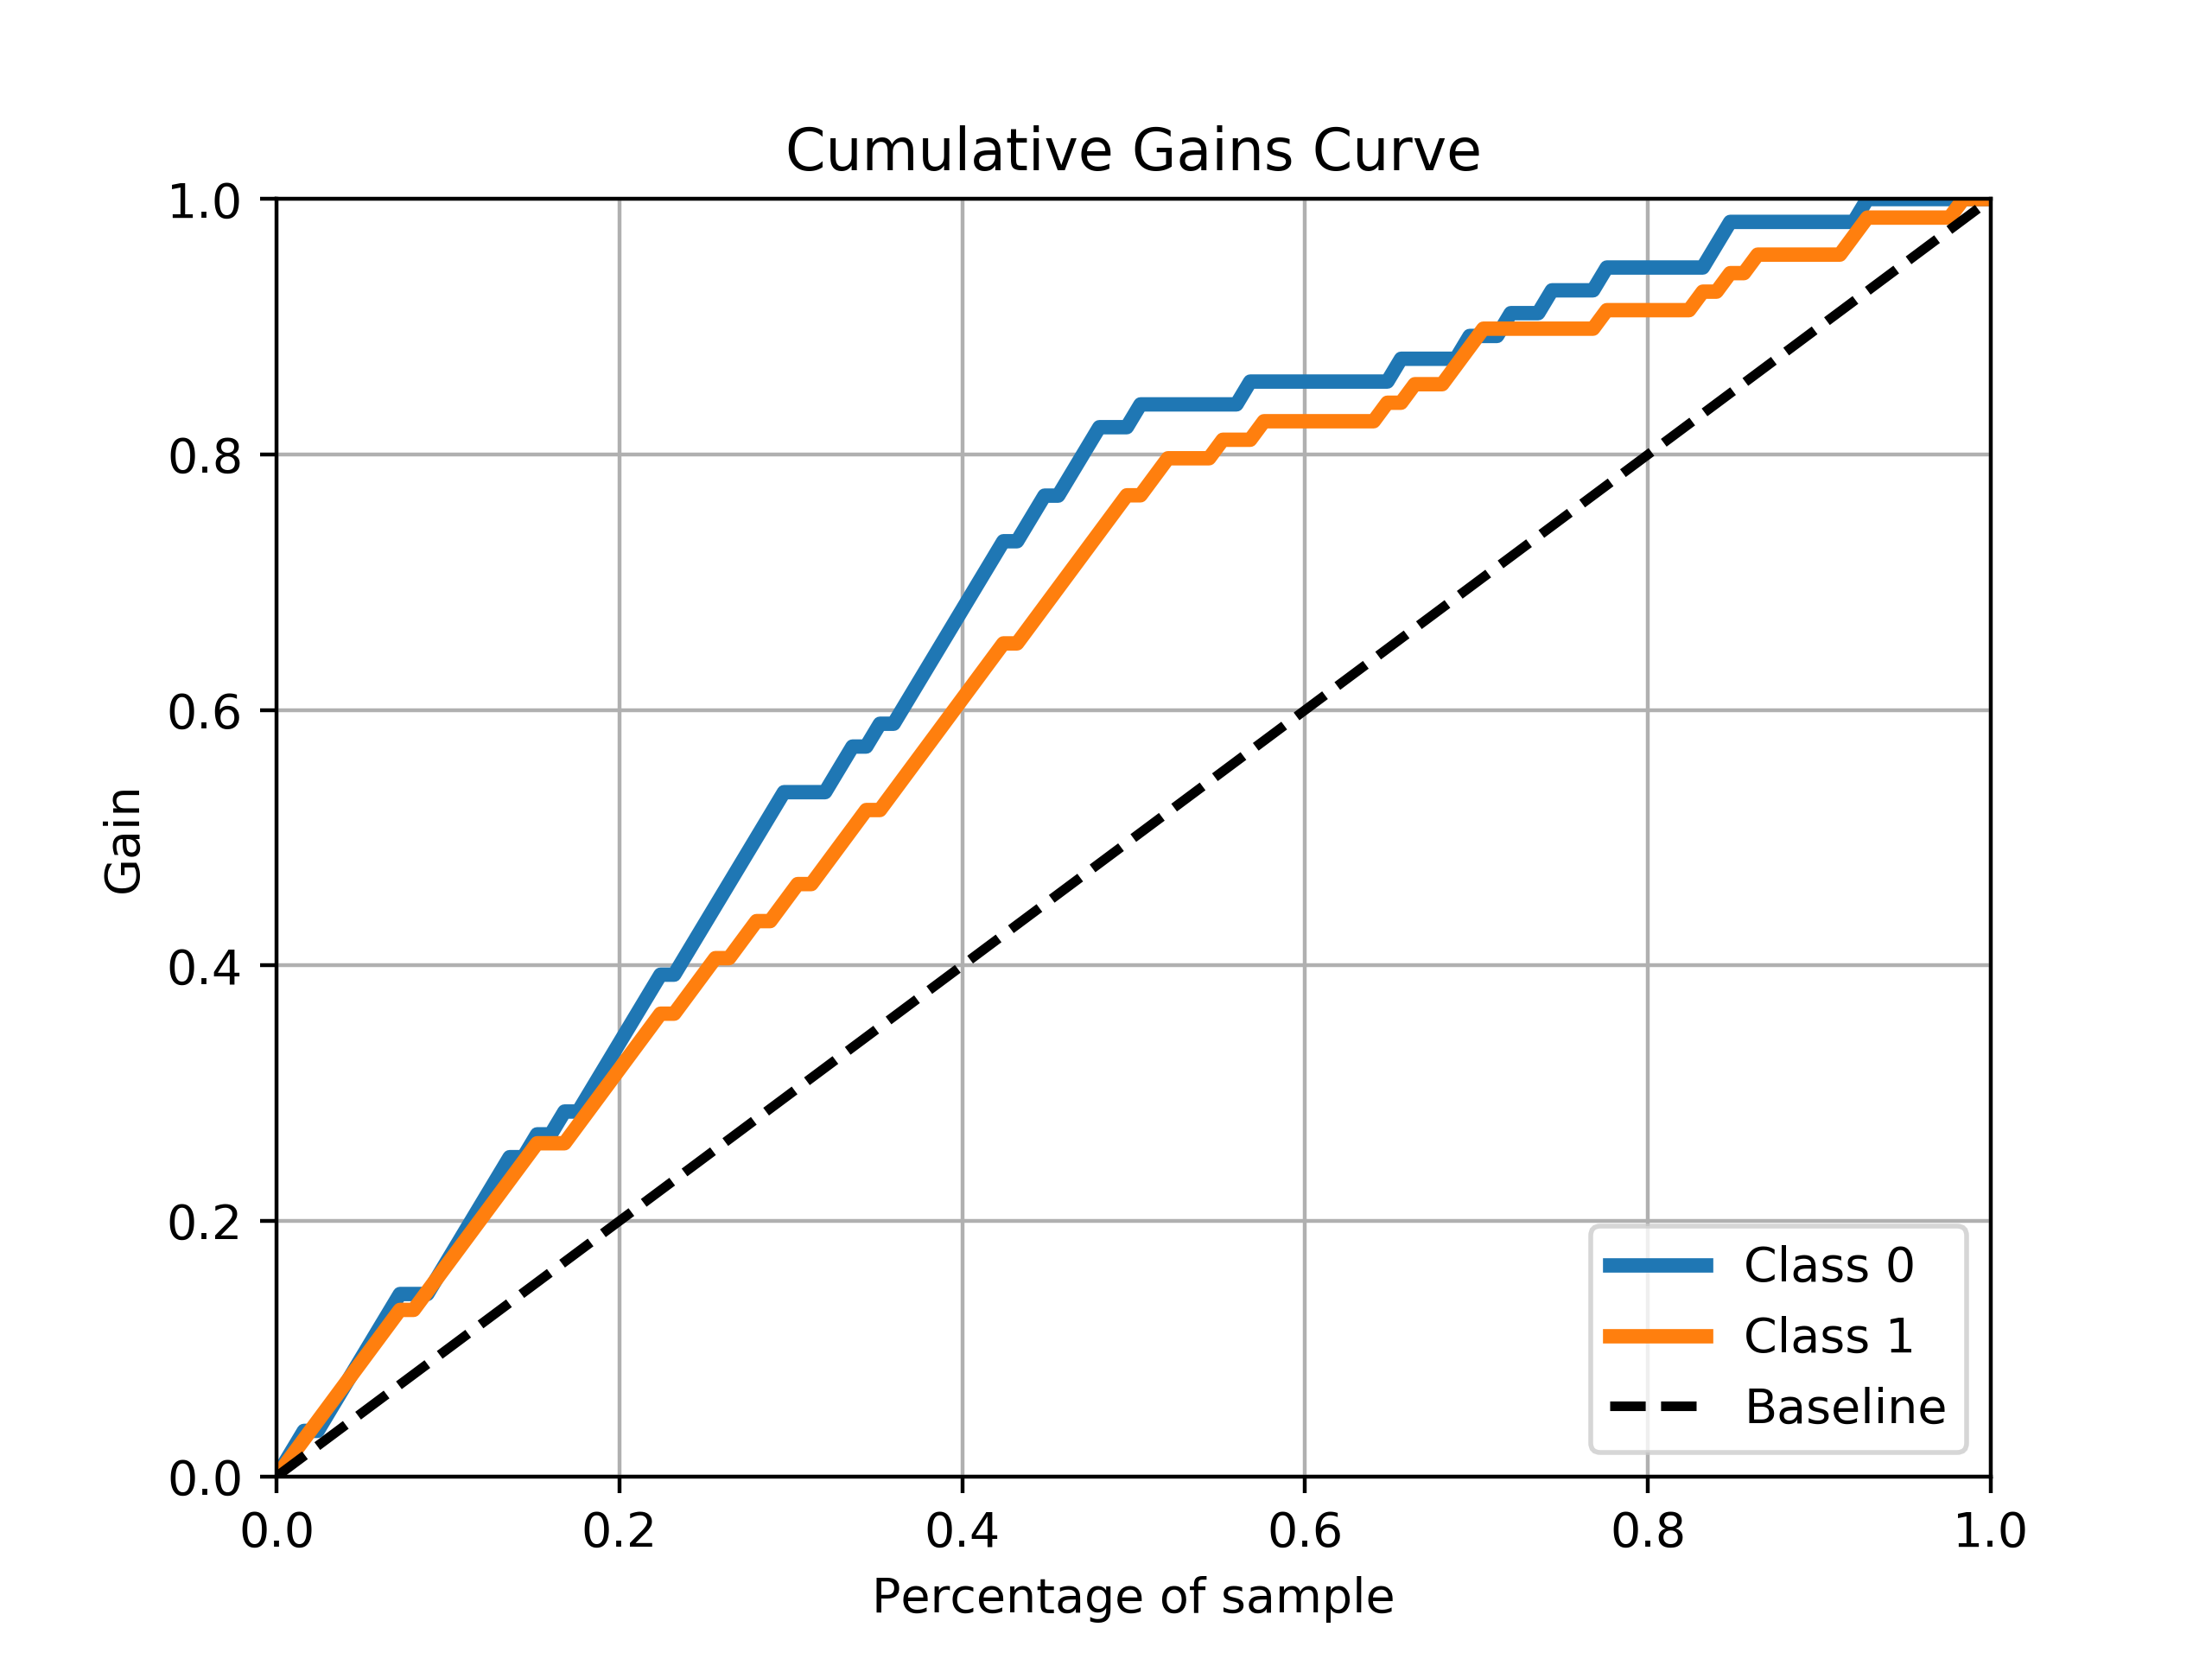 Cumulative Gains Curve
1.0
0.8
0.6
0.4
0.2
0.0
Gain
0.0 0.2 0.4 0.6 0.8 1.0
Percentage of sample
Class 0
Class 1
Baseline